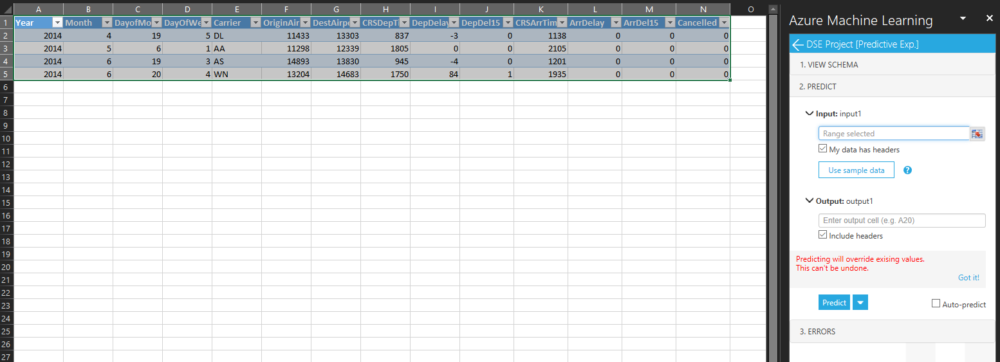 A B C D E F G H I J K L M N O
1 Year Month DayofMo DayOfWe Carrier OriginAir DestAirpo CRSDepTi DepDelay DepDel15 CRSArrTim ArrDelay ArrDel15 Cancelled
2 2014 4 19 5 DL 11433 13303 837 -3 0 1138 0 0 0
3 2014 5 6 1 AA 11298 12339 1805 0 0 2105 0 0 0
4 2014 6 19 3 AS 14893 13830 945 -4 0 1201 0 0 0
5 2014 6 20 4 WN 13204 14683 1750 84 1 1935 0 0 0
6
7
8
9
10
11
12
13
14
15
16
17
18
19
20
21
22
23
24
25
26
27
Azure Machine Learning
DSE Project [Predictive Exp.]
1. VIEW SCHEMA
2. PREDICT
Input: input1
Range selected
My data has headers
Use sample data ?
Output: output1
Enter output cell (e.g. A20)
Include headers
Predicting will override exising values.
This can't be undone.
Got it!
Predict Auto-predict
3. ERRORS